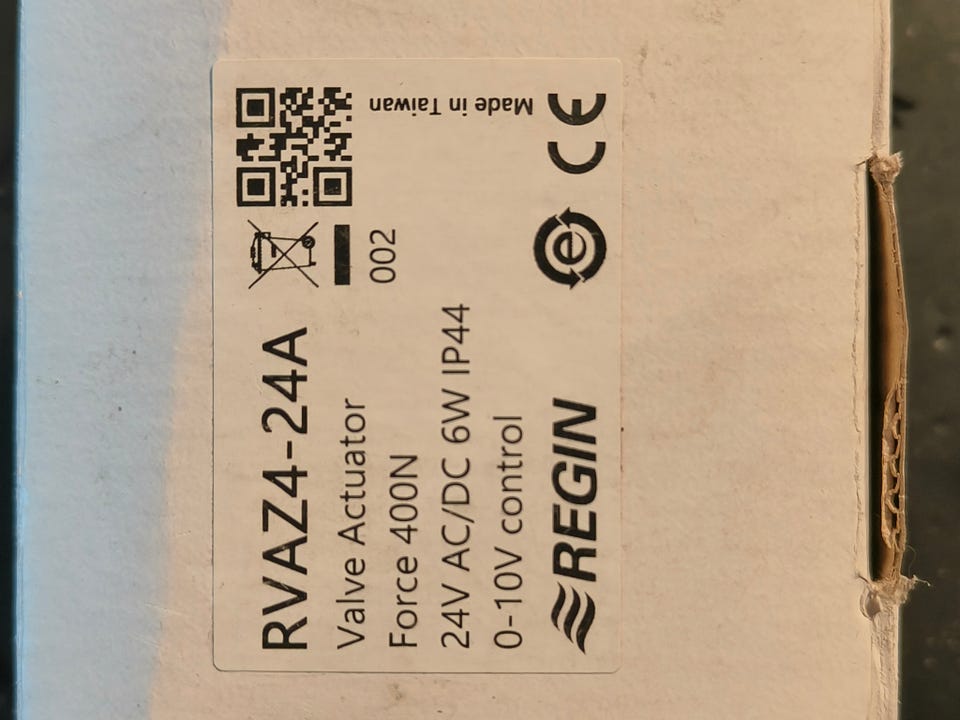 RVAZ4-24A
Valve Actuator
Force 400N
24V AC/DC 6W IP44
0-10V control
REGIN
002
Made in Taiwan
CE
e